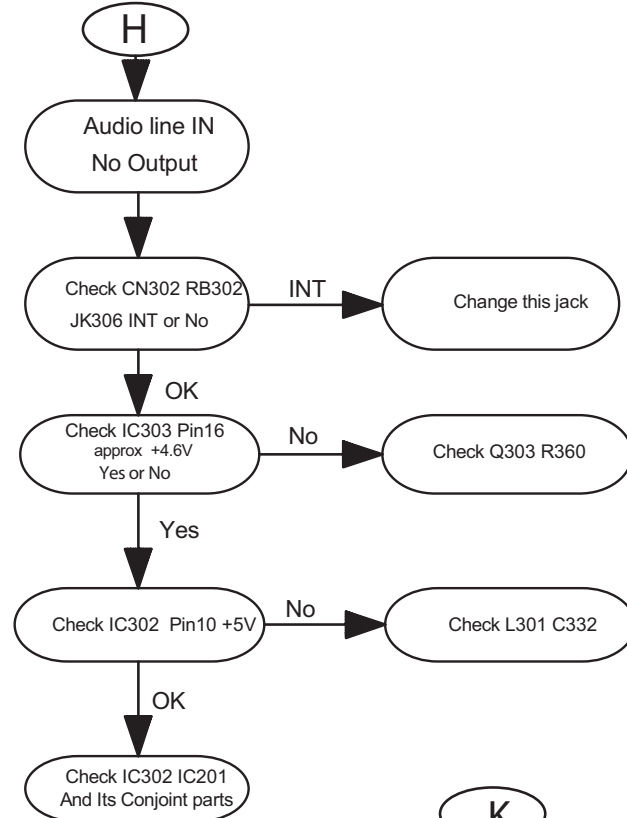 H
Audio line IN
No Output
Check CN302 RB302
JK306 INT or No
INT
Change this jack
OK
Check IC303 Pin16
approx +4.6V
Yes or No
No
Check Q303 R360
Yes
Check IC302 Pin10 +5V
No
Check L301 C332
OK
Check IC302 IC201
And Its Conjoint parts
K